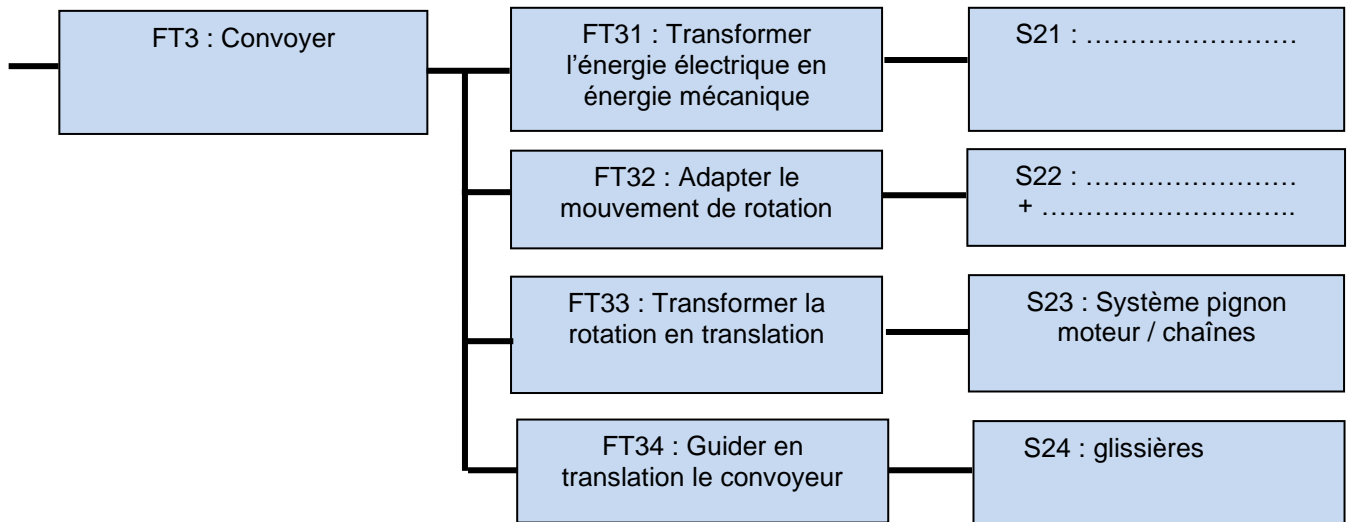 FT3 : Convoyer
FT31 : Transformer
l’énergie électrique en
énergie mécanique
S21 : ……………………
FT32 : Adapter le
mouvement de rotation
S22 : ……………………
+ ………………………..
FT33 : Transformer la
rotation en translation
S23 : Système pignon
moteur / chaînes
FT34 : Guider en
translation le convoyeur
S24 : glissières